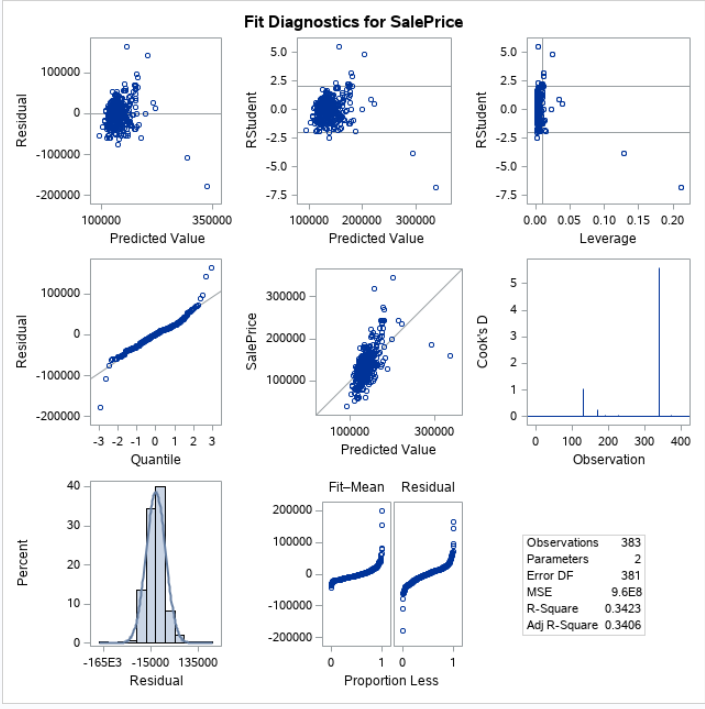 Fit Diagnostics for SalePrice
Residual
100000
0
-100000
-200000
100000 350000
Predicted Value
RStudent
5.0
2.5
0.0
-2.5
-5.0
-7.5
100000 200000 300000
Predicted Value
RStudent
5.0
2.5
0.0
-2.5
-5.0
-7.5
0.00 0.05 0.10 0.15 0.20
Leverage
Residual
100000
0
-100000
-200000
-3 -2 -1 0 1 2 3
Quantile
SalePrice
300000
200000
100000
100000 300000
Predicted Value
Cook's D
5
4
3
2
1
0
0 100 200 300 400
Observation
Percent
40
30
20
10
0
-165E3 -15000 135000
Residual
Fit–Mean Residual
200000
100000
0
-100000
-200000
0 1 0 1
Proportion Less
Observations 383
Parameters 2
Error DF 381
MSE 9.6E8
R-Square 0.3423
Adj R-Square 0.3406